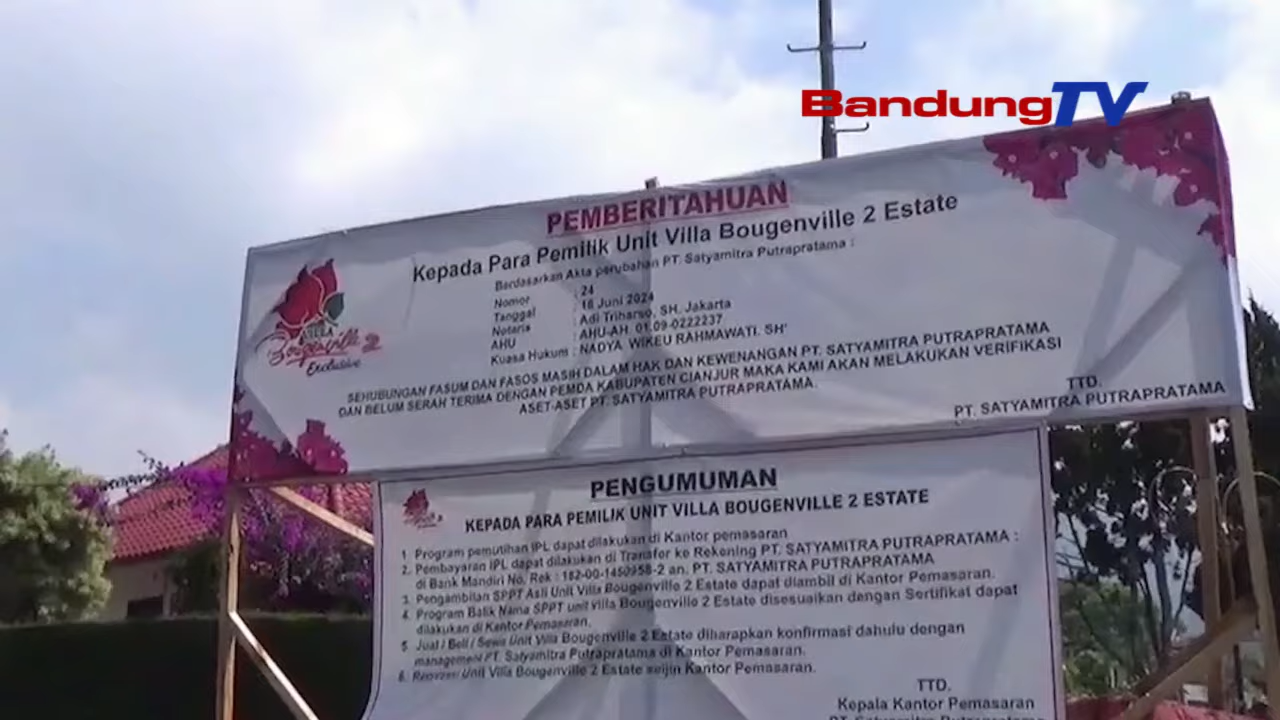 BandungTV
PEMBERITAHUAN
Kepada Para Pemilik Unit Villa Bougenville 2 Estate
Berdasarkan Akta perubahan PT. Satyamitra Putrapratama :
Nomor : 24
Tanggal : 18 Juni 2024
Notaris : Adi Triharso, SH. Jakarta
AHU : AHU-AH. 01.09-0222237
Kuasa Hukum : NADYA WIKEU RAHMAWATI. SH'
VILLA
Bougenville 2
Exclusive
SEHUBUNGAN FASUM DAN FASOS MASIH DALAM HAK DAN KEWENANGAN PT. SATYAMITRA PUTRAPRATAMA
DAN BELUM SERAH TERIMA DENGAN PEMDA KABUPATEN CIANJUR MAKA KAMI AKAN MELAKUKAN VERIFIKASI
ASET-ASET PT. SATYAMITRA PUTRAPRATAMA.
TTD.
PT. SATYAMITRA PUTRAPRATAMA
PENGUMUMAN
KEPADA PARA PEMILIK UNIT VILLA BOUGENVILLE 2 ESTATE
1. Program pemutihan IPL dapat dilakukan di Kantor pemasaran
2. Pembayaran IPL dapat dilakukan di Transfer ke Rekening PT. SATYAMITRA PUTRAPRATAMA :
di Bank Mandiri No. Rek : 182-00-1450958-2 an. PT. SATYAMITRA PUTRAPRATAMA
3. Pengambilan SPPT Asli Unit Villa Bougenville 2 Estate dapat diambil di Kantor Pemasaran.
4. Program Balik Nama SPPT unit villa Bougenville 2 Estate disesuaikan dengan Sertifikat dapat
dilakukan di Kantor Pemasaran.
5. Jual / Beli / Sewa Unit Villa Bougenville 2 Estate diharapkan konfirmasi dahulu dengan
management PT. Satyamitra Putrapratama di Kantor Pemasaran.
6. Renovasi Unit Villa Bougenville 2 Estate seijin Kantor Pemasaran.
TTD.
Kepala Kantor Pemasaran
PT. Satyamitra Putrapratama